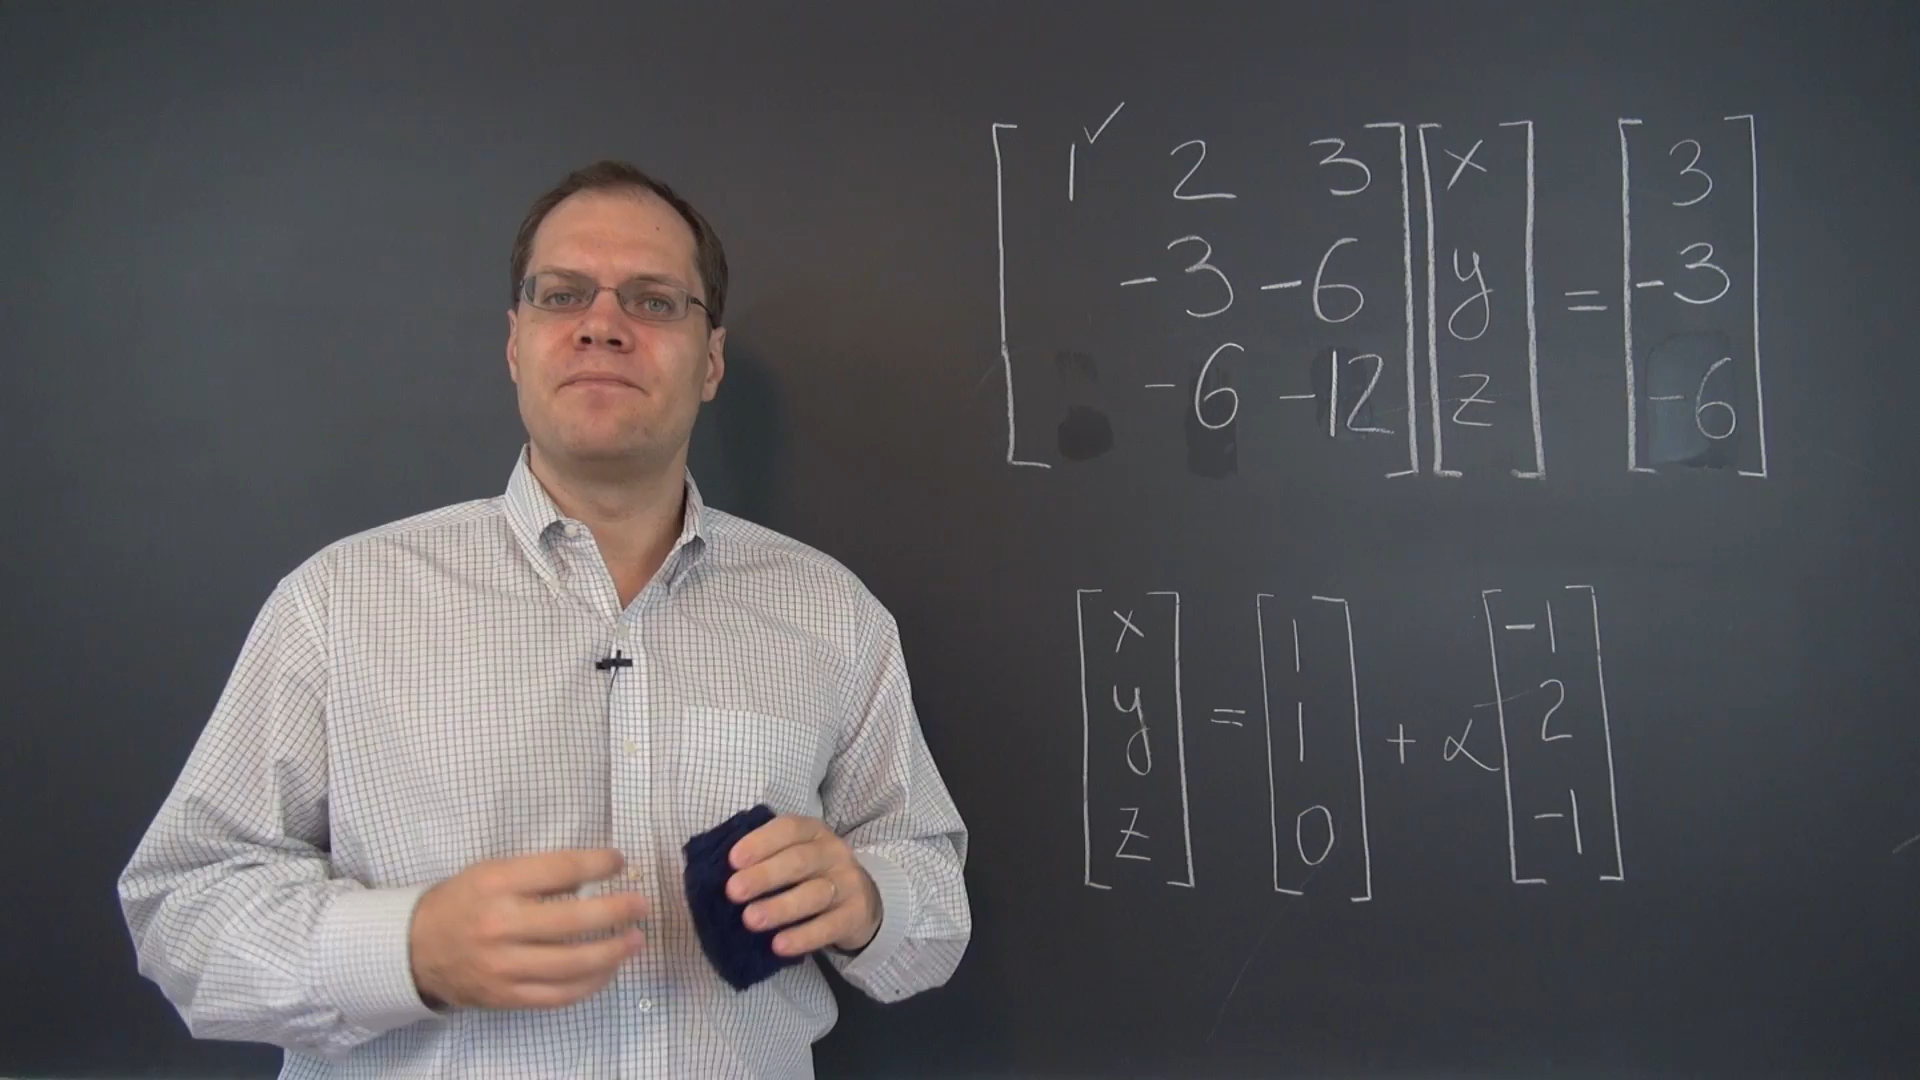 1✓ 2 3 x 3
-3 -6 y = -3
-6 -12 z -6
x 1 -1
y = 1 + α 2
z 0 -1